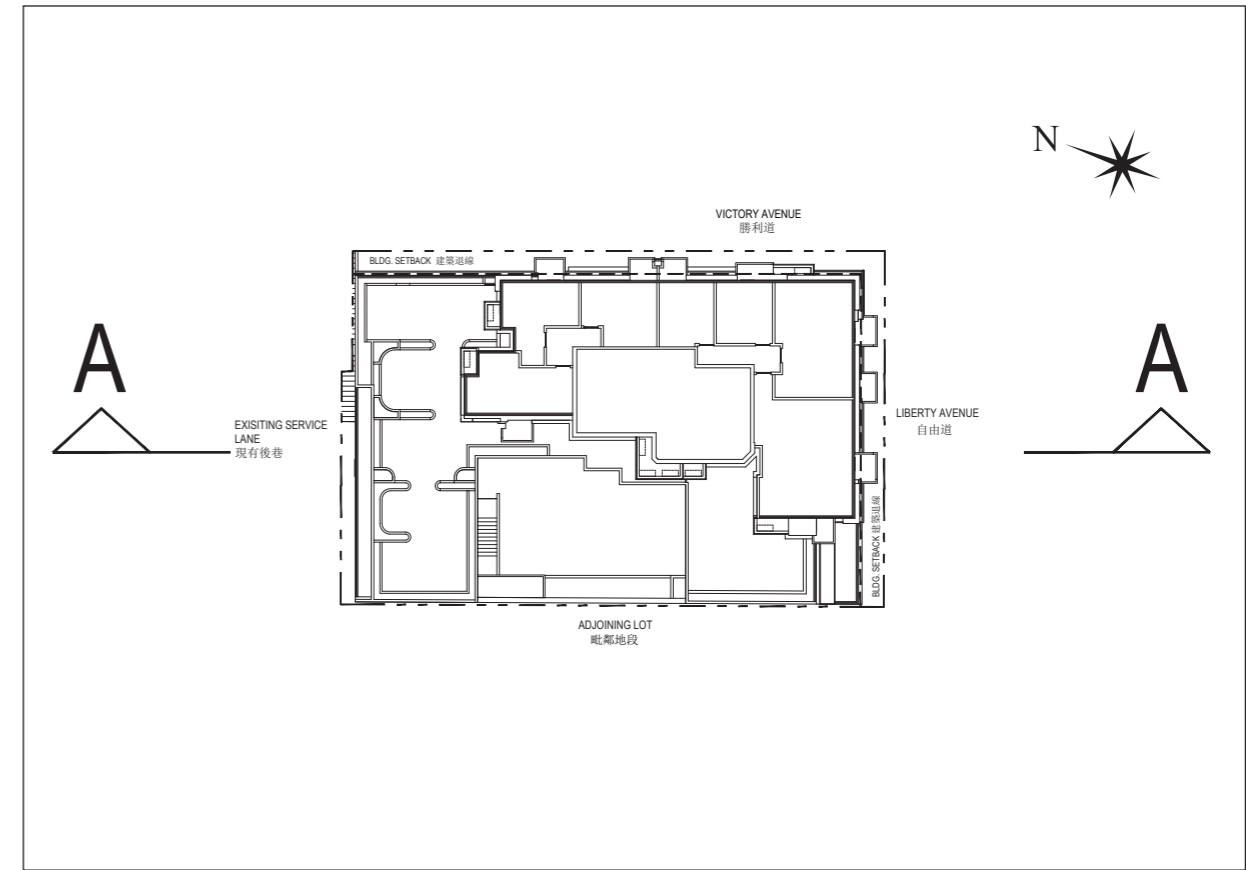 N
VICTORY AVENUE
勝利道
BLDG. SETBACK 建築退線
A
A
EXISITING SERVICE
LANE
現有後巷
LIBERTY AVENUE
自由道
BLDG. SETBACK 建築退線
ADJOINING LOT
毗鄰地段